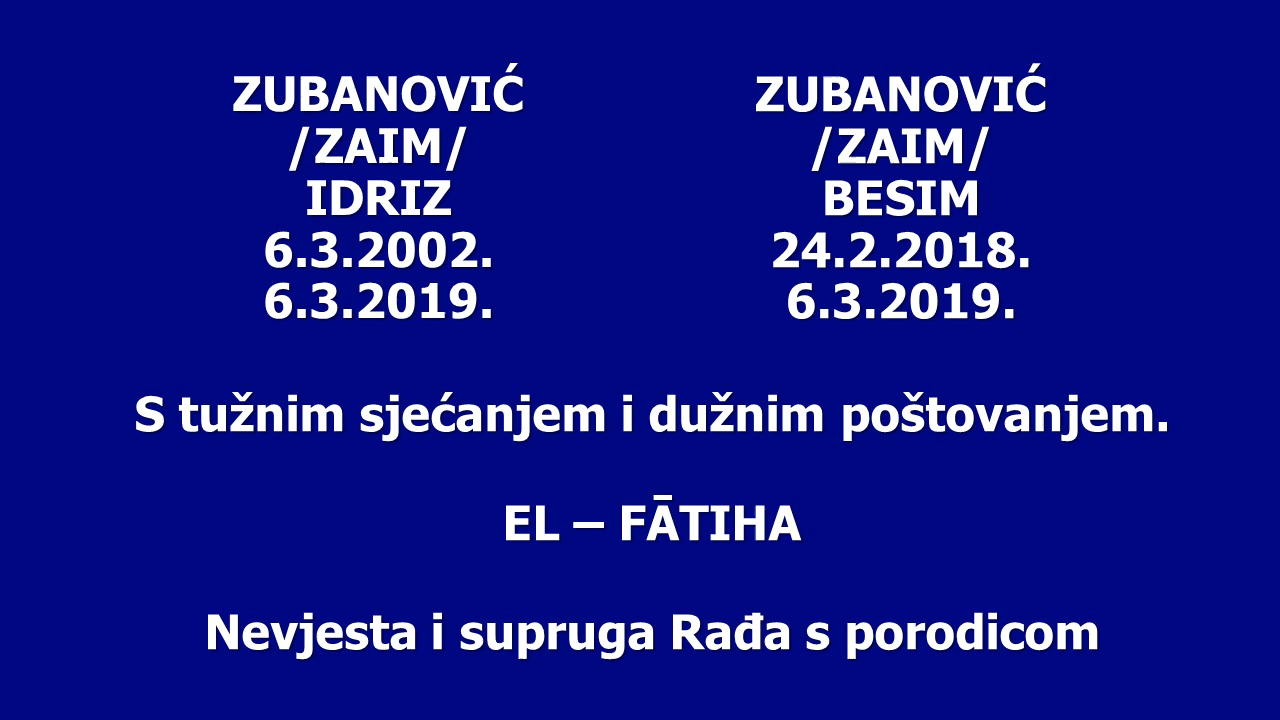 ZUBANOVIĆ
/ZAIM/
IDRIZ
6.3.2002.
6.3.2019.
ZUBANOVIĆ
/ZAIM/
BESIM
24.2.2018.
6.3.2019.
S tužnim sjećanjem i dužnim poštovanjem.
EL – FĀTIHA
Nevjesta i supruga Rađa s porodicom